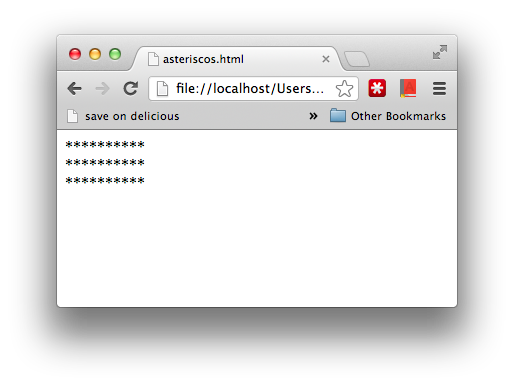 asteriscos.html
file://localhost/Users...
save on delicious
»
Other Bookmarks
**********
**********
**********